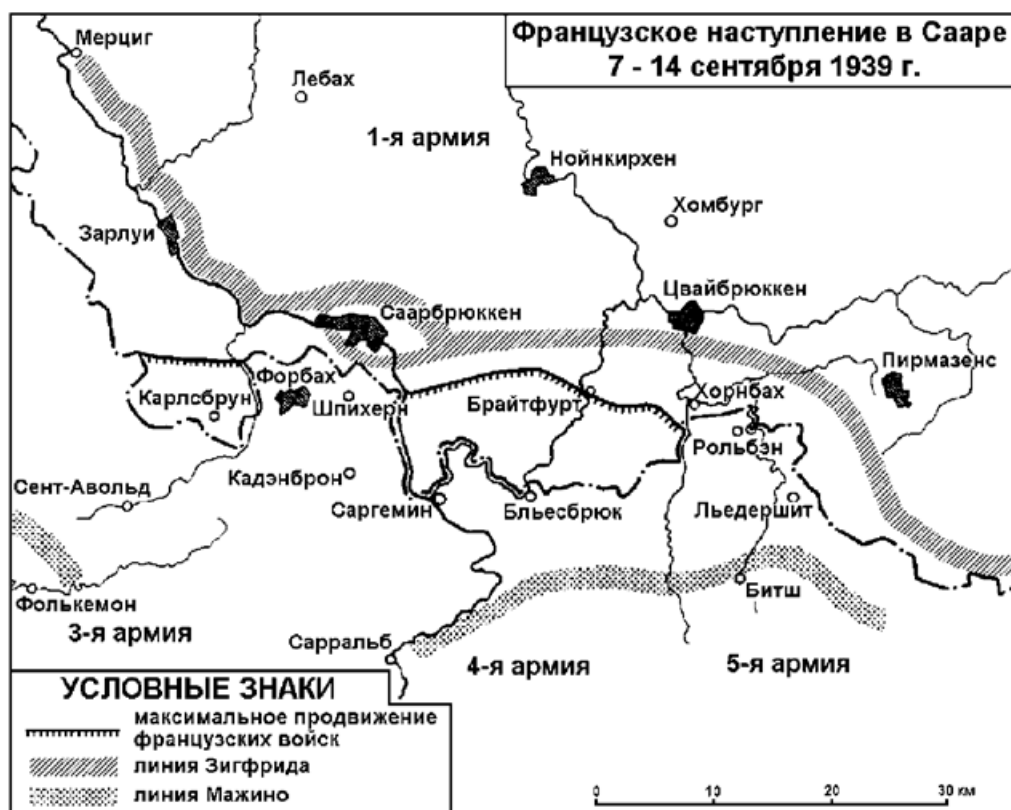 Французское наступление в Сааре
7 - 14 сентября 1939 г.
Мерциг
Лебах
1-я армия
Нойнкирхен
Хомбург
Зарлуи
Саарбрюккен
Цвайбрюккен
Пирмазенс
Форбах
Карлсбрун
Шпихерн
Брайтфурт
Хорнбах
Рольбэн
Кадэнброн
Сент-Авольд
Саргемин
Бльесбрюк
Льедершит
Фолькемон
Битш
3-я армия
Сарральб
4-я армия
5-я армия
УСЛОВНЫЕ ЗНАКИ
максимальное продвижение
французских войск
линия Зигфрида
линия Мажино
0 10 20 30 км